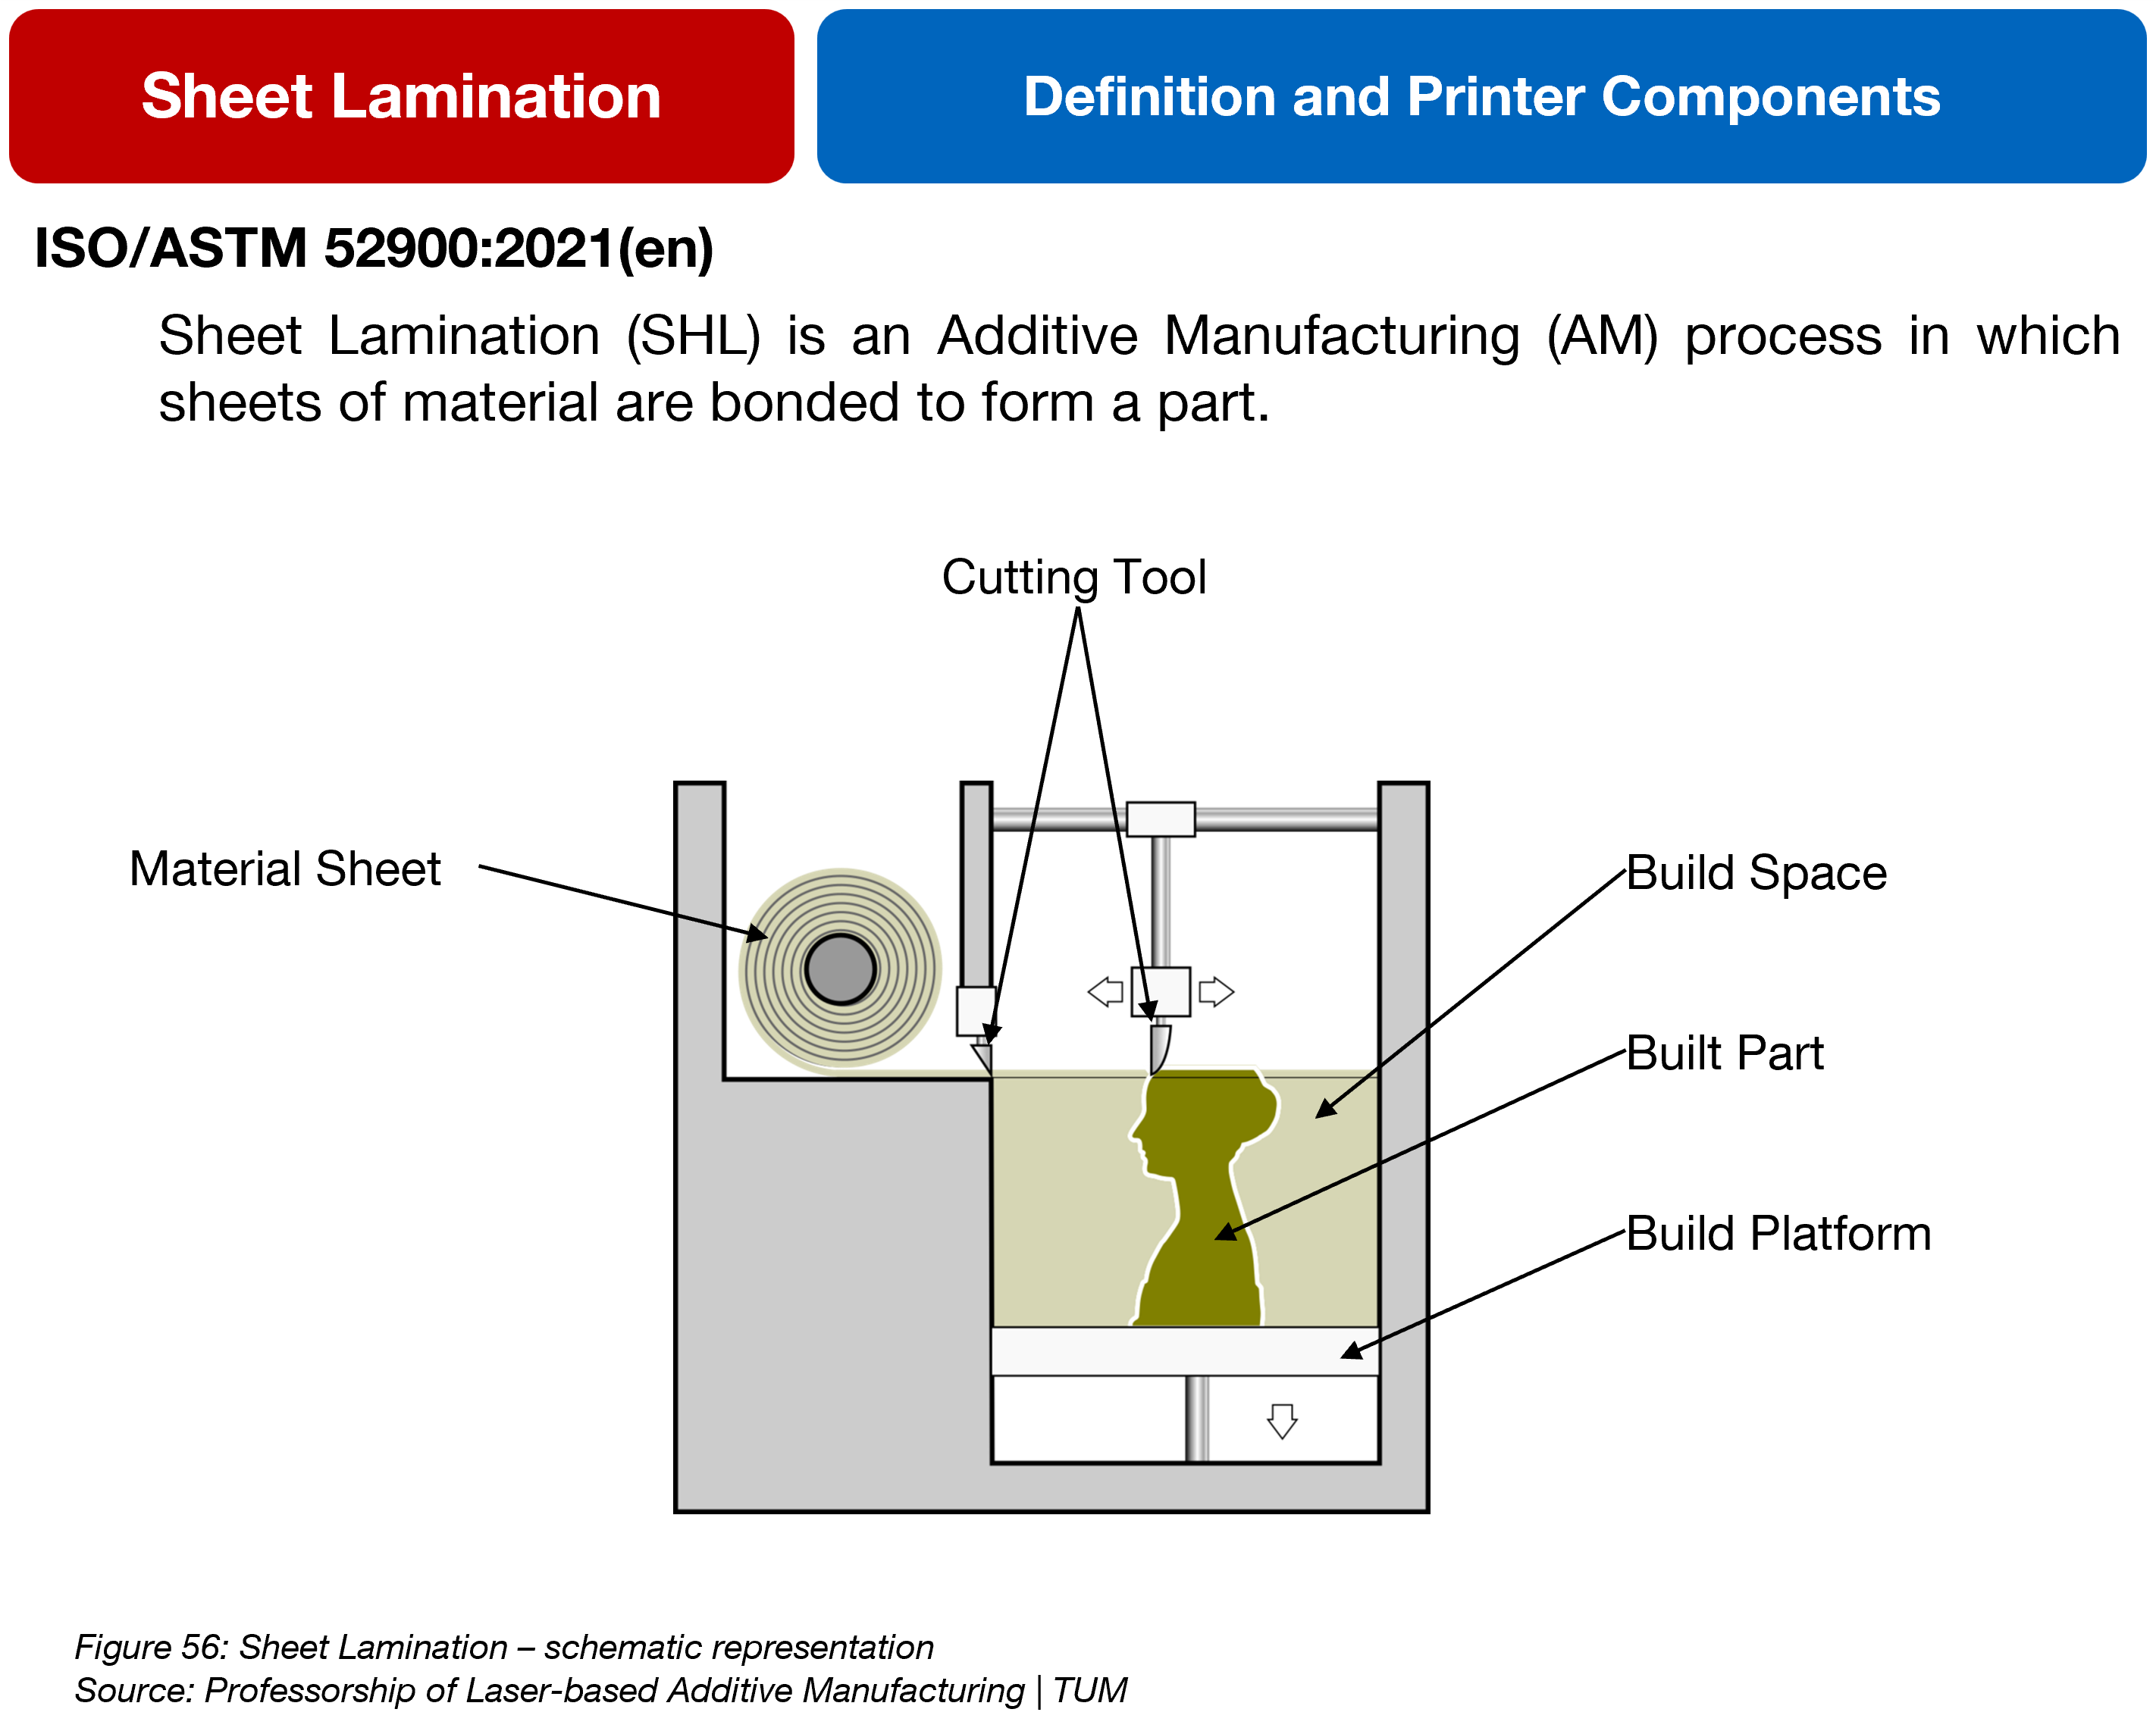 Sheet Lamination
Definition and Printer Components
ISO/ASTM 52900:2021(en)
Sheet Lamination (SHL) is an Additive Manufacturing (AM) process in which
sheets of material are bonded to form a part.
Cutting Tool
Material Sheet
Build Space
Built Part
Build Platform
Figure 56: Sheet Lamination – schematic representation
Source: Professorship of Laser-based Additive Manufacturing | TUM